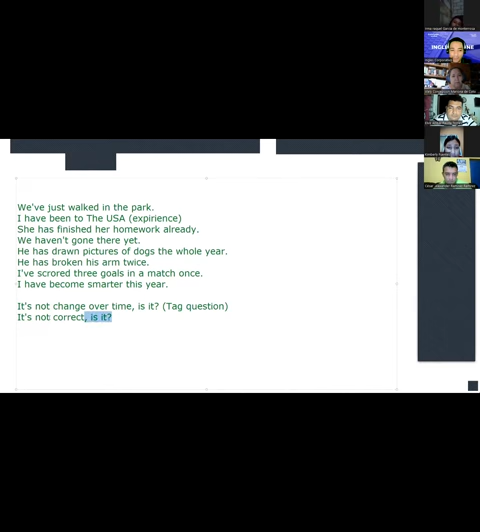 We've just walked in the park.
I have been to The USA (expirience)
She has finished her homework already.
We haven't gone there yet.
He has drawn pictures of dogs the whole year.
He has broken his arm twice.
I've scrored three goals in a match once.
I have become smarter this year.
It's not change over time, is it? (Tag question)
It's not correct, is it?